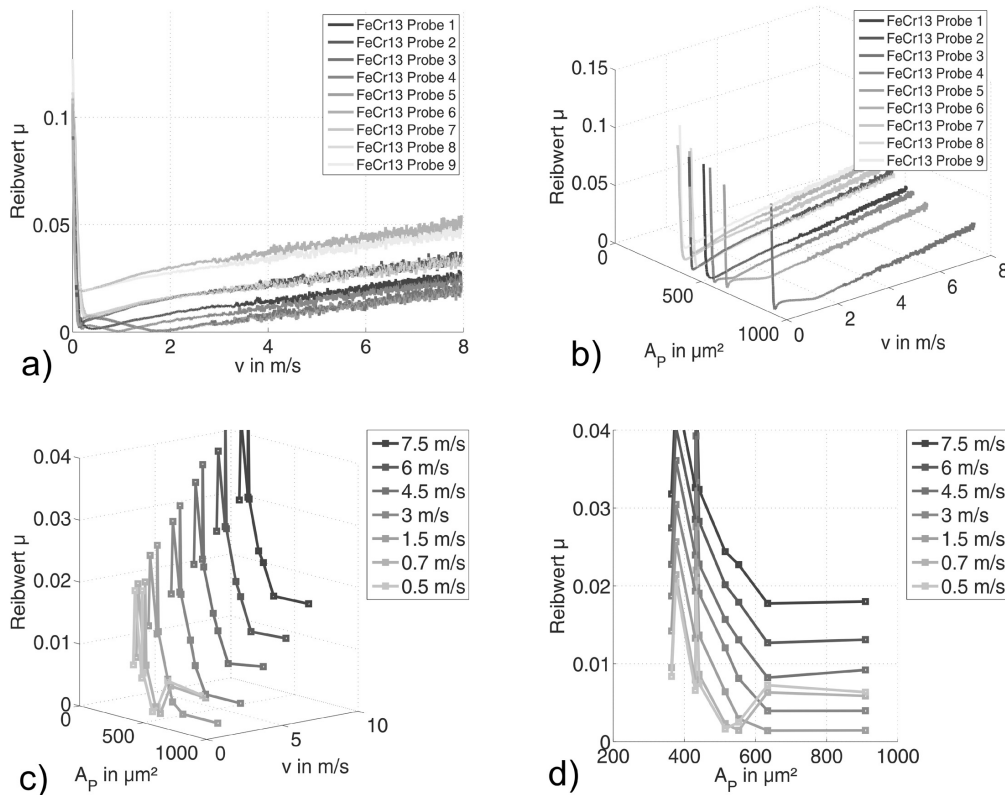 0.1
0.05
0
0
2
4
6
8
Reibwert µ
v in m/s
FeCr13 Probe 1
FeCr13 Probe 2
FeCr13 Probe 3
FeCr13 Probe 4
FeCr13 Probe 5
FeCr13 Probe 6
FeCr13 Probe 7
FeCr13 Probe 8
FeCr13 Probe 9
a)
0.15
0.1
0.05
0
0
500
1000
0
2
4
6
8
Reibwert µ
A_P in µm²
v in m/s
FeCr13 Probe 1
FeCr13 Probe 2
FeCr13 Probe 3
FeCr13 Probe 4
FeCr13 Probe 5
FeCr13 Probe 6
FeCr13 Probe 7
FeCr13 Probe 8
FeCr13 Probe 9
b)
0.04
0.03
0.02
0.01
0
0
500
1000
0
5
10
Reibwert µ
A_P in µm²
v in m/s
7.5 m/s
6 m/s
4.5 m/s
3 m/s
1.5 m/s
0.7 m/s
0.5 m/s
c)
0.04
0.03
0.02
0.01
0
200
400
600
800
1000
Reibwert µ
A_P in µm²
7.5 m/s
6 m/s
4.5 m/s
3 m/s
1.5 m/s
0.7 m/s
0.5 m/s
d)